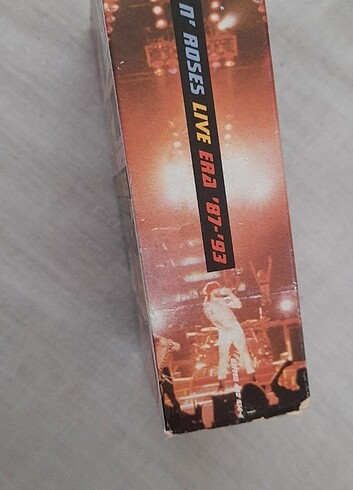 N' ROSES LIVE ERA '87-'93